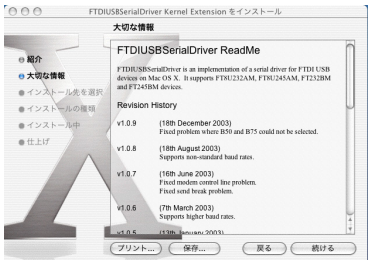 FTDIUSBSerialDriver Kernel Extension をインストール
大切な情報
紹介
大切な情報
インストール先を選択
インストールの種類
インストール中
仕上げ
FTDIUSBSerialDriver ReadMe
FTDIUSBSerialDriver is an implementation of a serial driver for FTDI USB
devices on Mac OS X. It supports FT8U232AM, FT8U245AM, FT232BM
and FT245BM devices.
Revision History
v1.0.9 (18th December 2003)
Fixed problem where B50 and B75 could not be selected.
v1.0.8 (18th August 2003)
Supports non-standard baud rates.
v1.0.7 (16th June 2003)
Fixed modem control line problem.
Fixed send break problem.
v1.0.6 (7th March 2003)
Supports higher baud rates.
v1.0.5 (13th January 2003)
プリント... 保存... 戻る 続ける